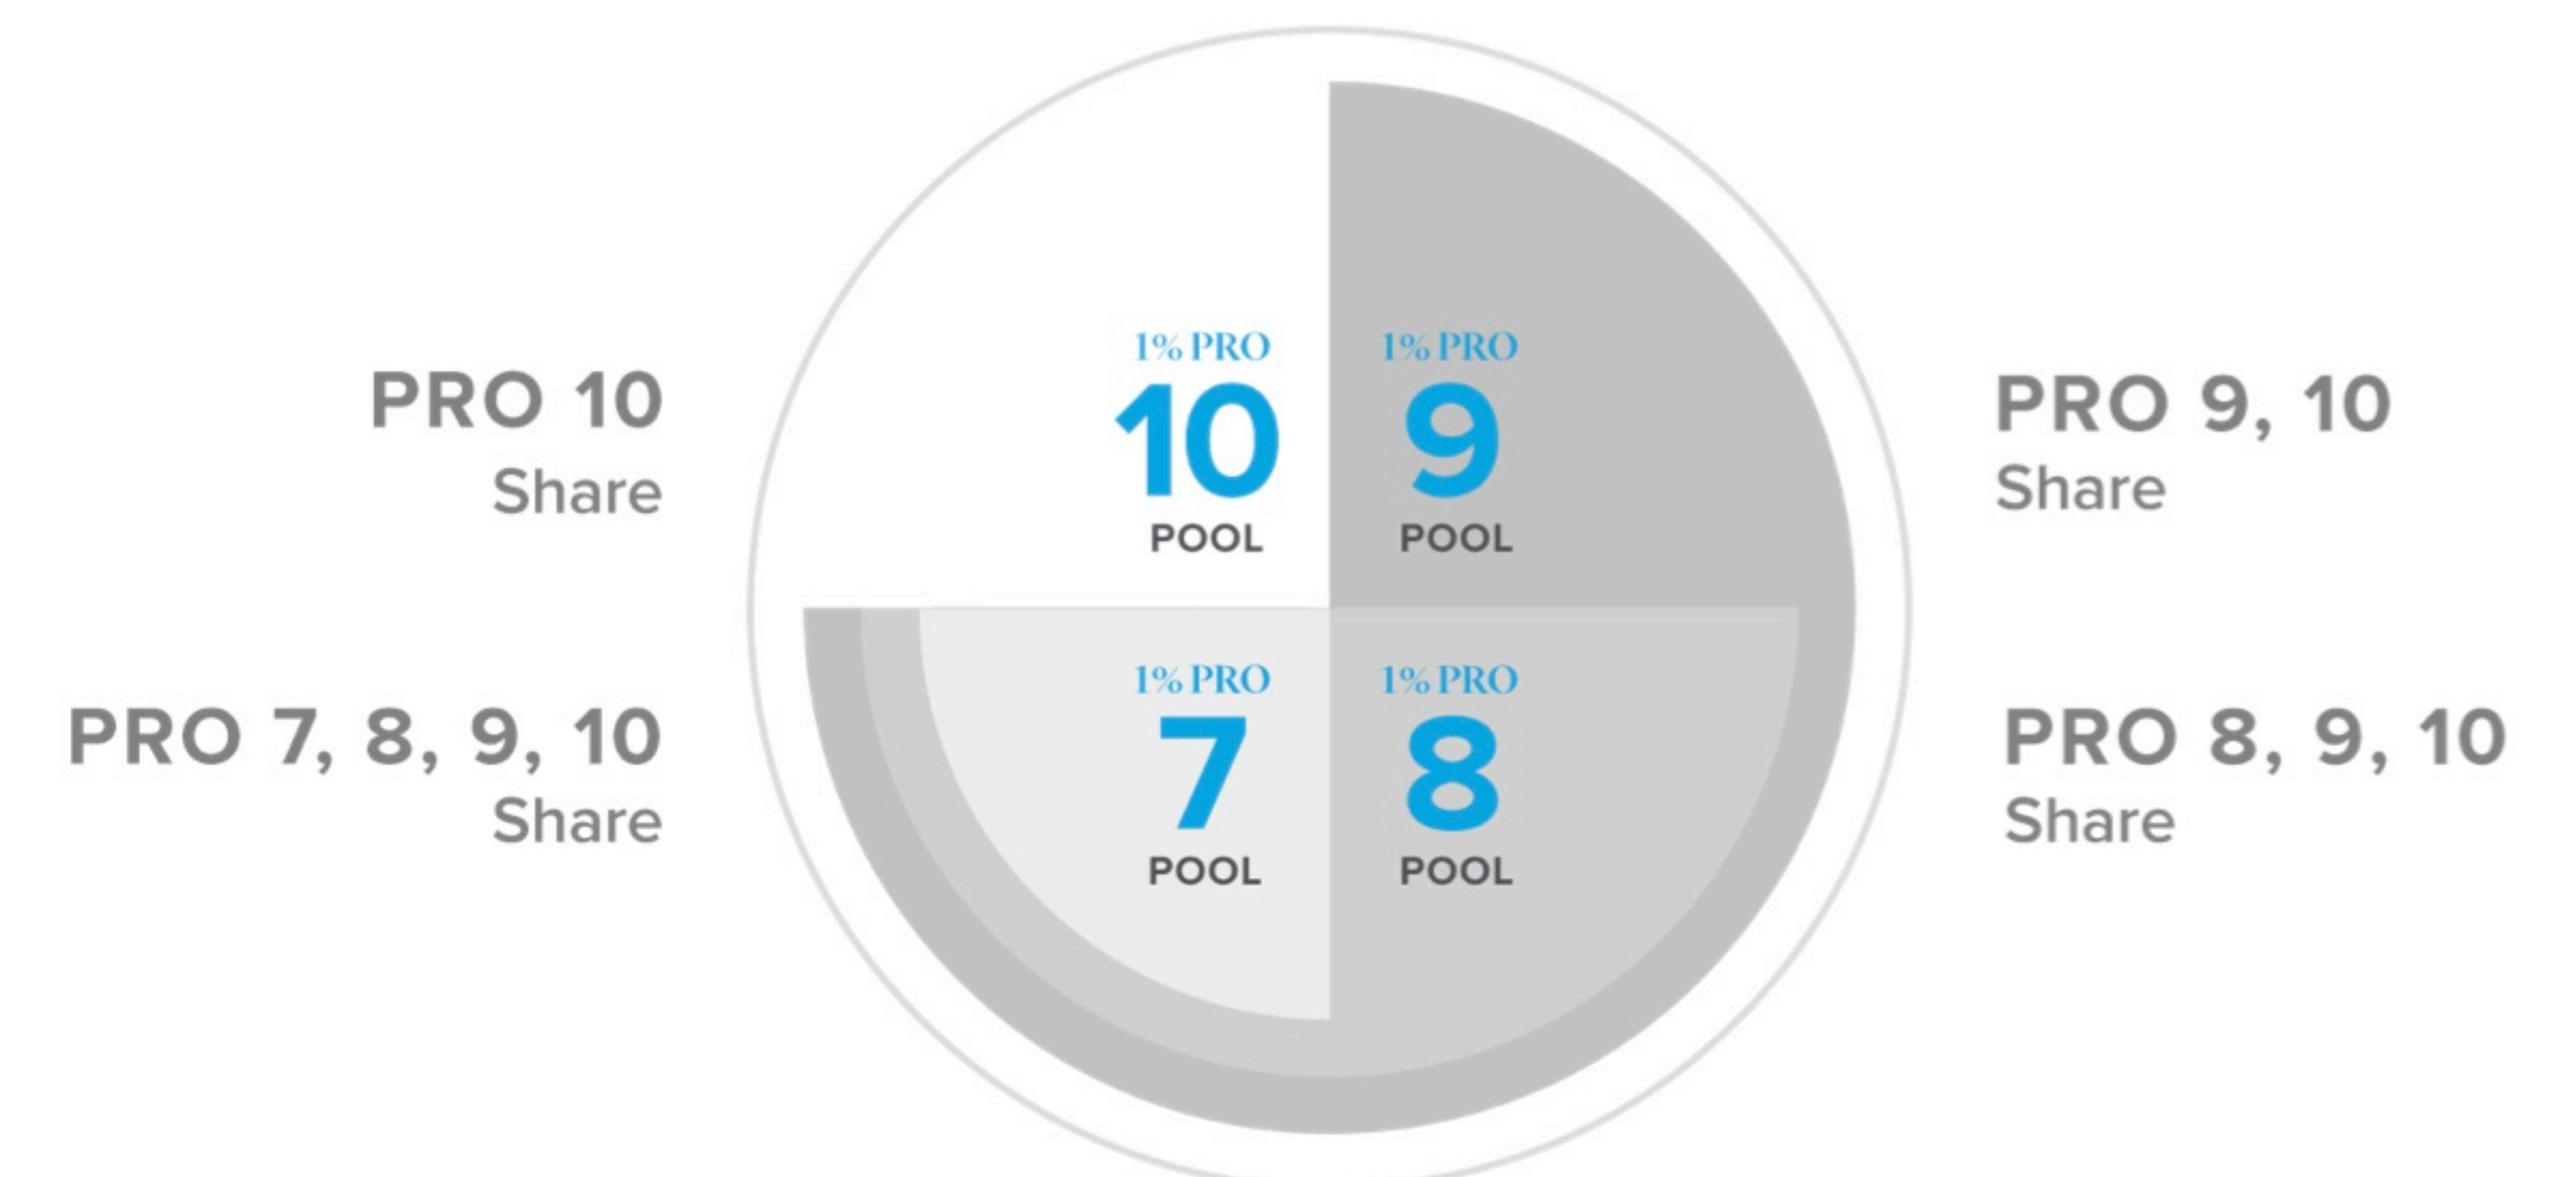 PRO 10
Share
1% PRO
10
POOL
1% PRO
9
POOL
PRO 9, 10
Share
PRO 7, 8, 9, 10
Share
1% PRO
7
POOL
1% PRO
8
POOL
PRO 8, 9, 10
Share